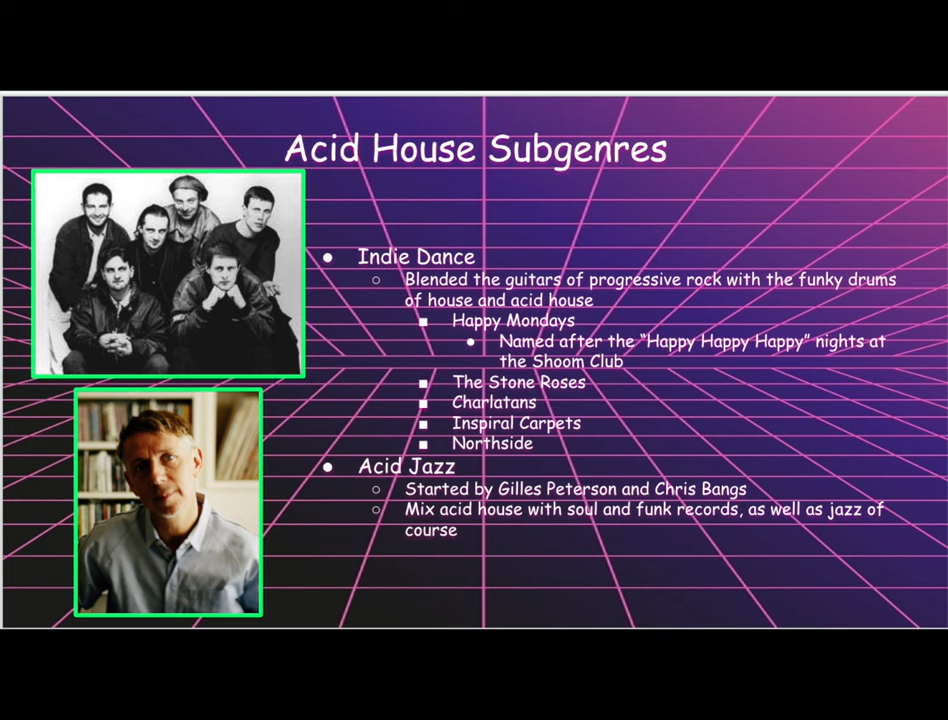 Acid House Subgenres
● Indie Dance
○ Blended the guitars of progressive rock with the funky drums
of house and acid house
■ Happy Mondays
● Named after the “Happy Happy Happy” nights at
the Shoom Club
■ The Stone Roses
■ Charlatans
■ Inspiral Carpets
■ Northside
● Acid Jazz
○ Started by Gilles Peterson and Chris Bangs
○ Mix acid house with soul and funk records, as well as jazz of
course